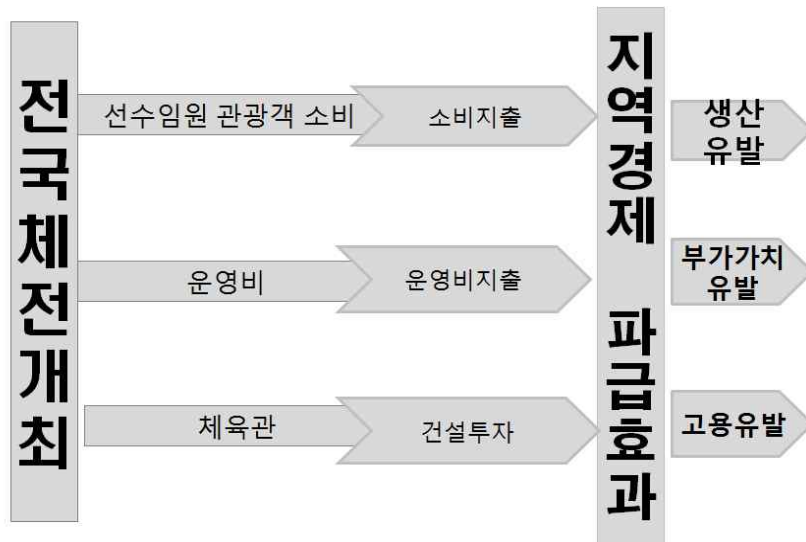 전국체전개최
선수임원 관광객 소비
소비지출
운영비
운영비지출
체육관
건설투자
지역경제 파급효과
생산
유발
부가가치
유발
고용유발